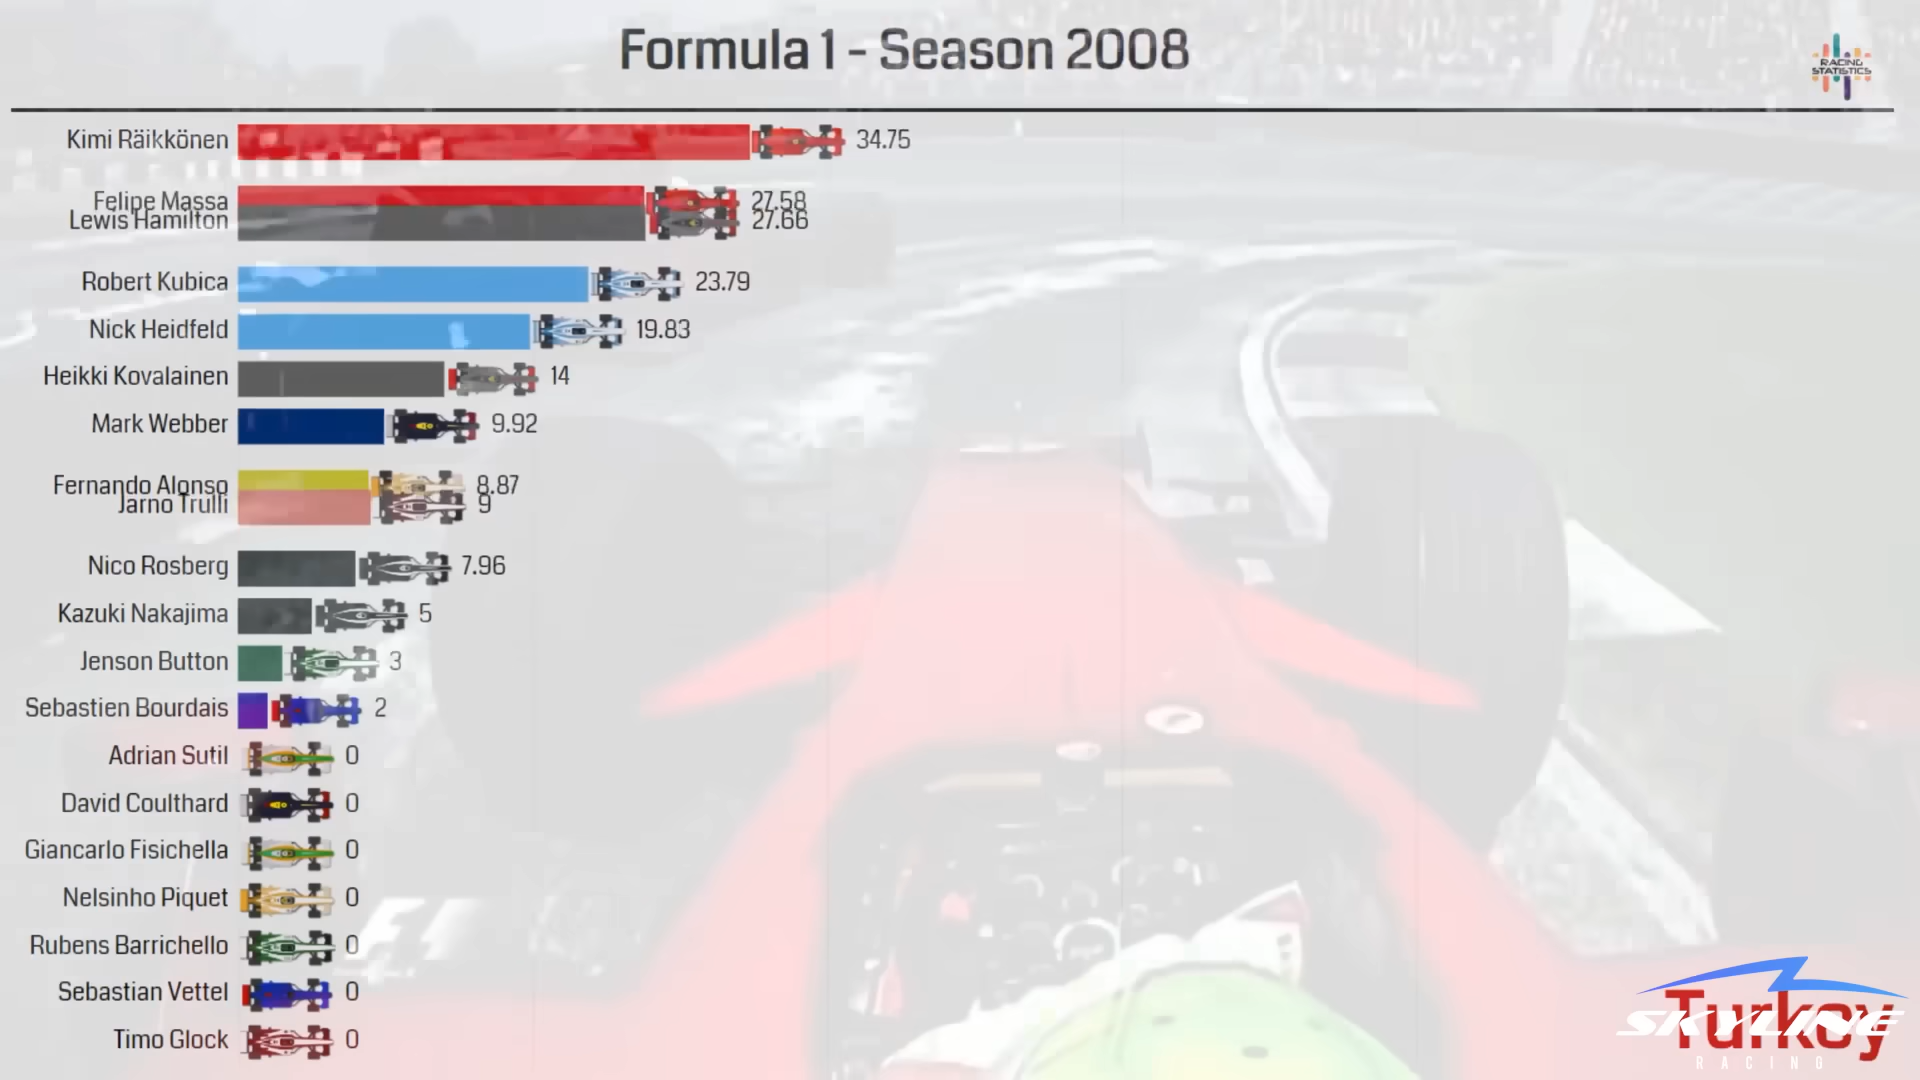 Formula 1 - Season 2008
RACING
STATISTICS
Kimi Räikkönen 34.75
Felipe Massa 27.58
Lewis Hamilton 27.66
Robert Kubica 23.79
Nick Heidfeld 19.83
Heikki Kovalainen 14
Mark Webber 9.92
Fernando Alonso 8.87
Jarno Trulli 9
Nico Rosberg 7.96
Kazuki Nakajima 5
Jenson Button 3
Sebastien Bourdais 2
Adrian Sutil 0
David Coulthard 0
Giancarlo Fisichella 0
Nelsinho Piquet 0
Rubens Barrichello 0
Sebastian Vettel 0
Timo Glock 0
Turkey
SKYLINE
RACING